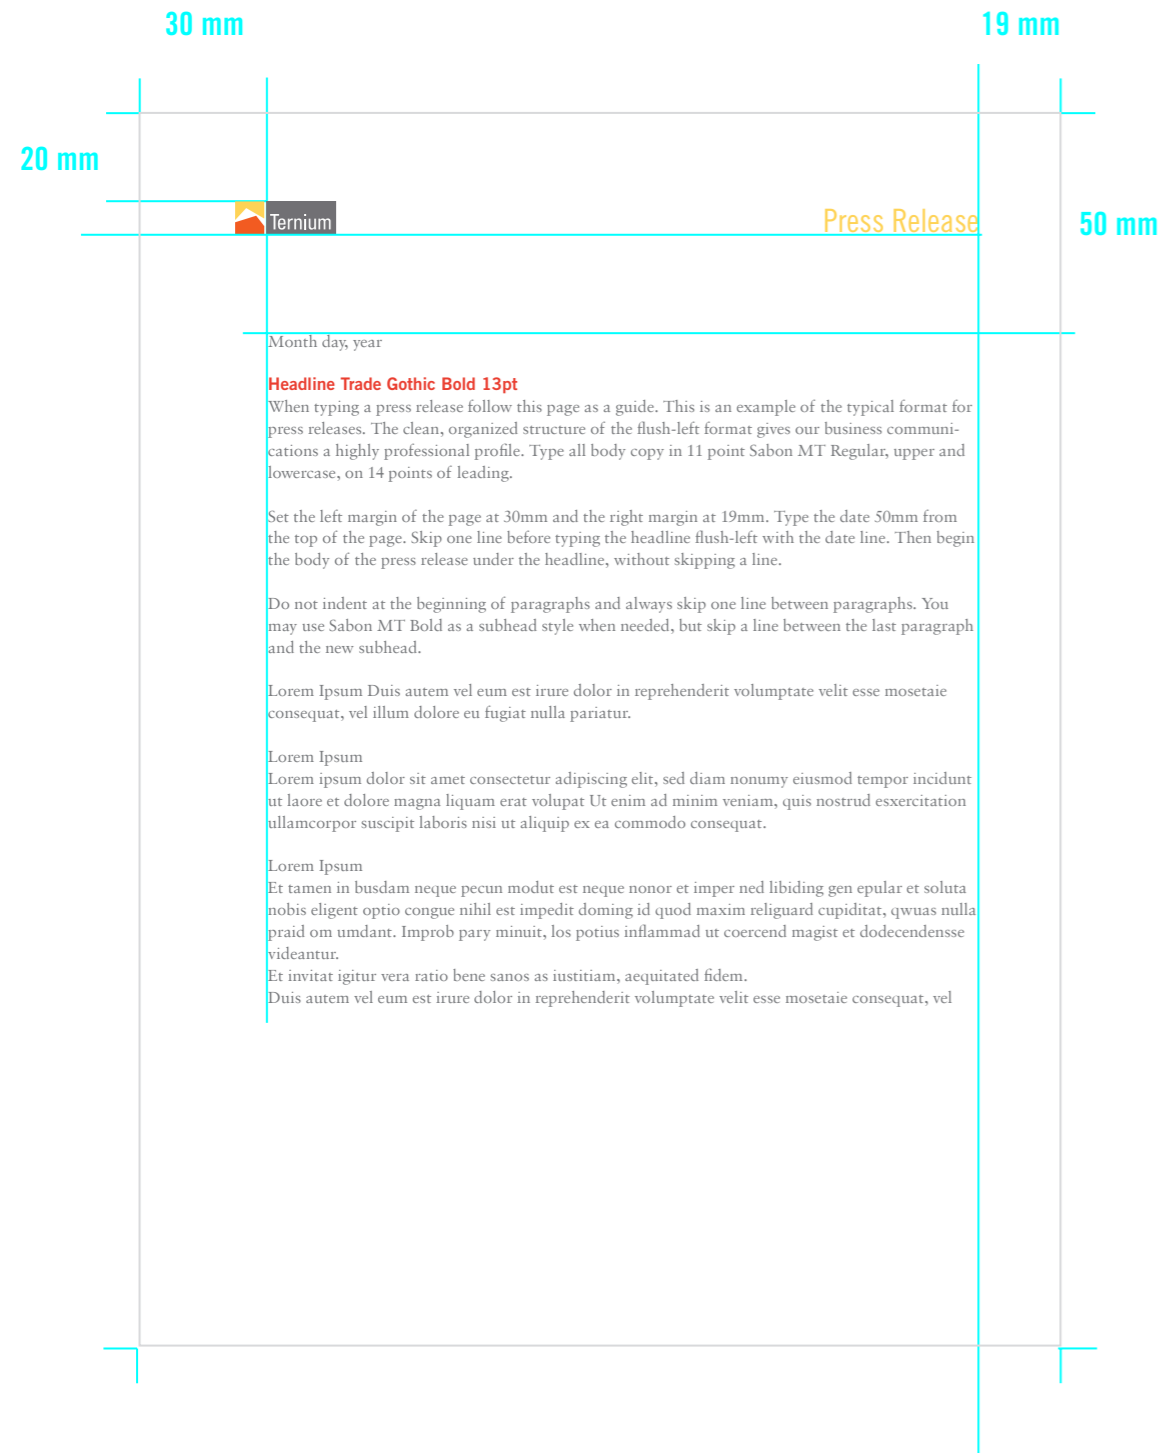 30 mm
19 mm
20 mm
Ternium
Press Release
50 mm
Month day, year
Headline Trade Gothic Bold 13pt
When typing a press release follow this page as a guide. This is an example of the typical format for
press releases. The clean, organized structure of the flush-left format gives our business communi-
cations a highly professional profile. Type all body copy in 11 point Sabon MT Regular, upper and
lowercase, on 14 points of leading.
Set the left margin of the page at 30mm and the right margin at 19mm. Type the date 50mm from
the top of the page. Skip one line before typing the headline flush-left with the date line. Then begin
the body of the press release under the headline, without skipping a line.
Do not indent at the beginning of paragraphs and always skip one line between paragraphs. You
may use Sabon MT Bold as a subhead style when needed, but skip a line between the last paragraph
and the new subhead.
Lorem Ipsum Duis autem vel eum est irure dolor in reprehenderit volumptate velit esse mosetaie
consequat, vel illum dolore eu fugiat nulla pariatur.
Lorem Ipsum
Lorem ipsum dolor sit amet consectetur adipiscing elit, sed diam nonumy eiusmod tempor incidunt
ut laore et dolore magna liquam erat volupat Ut enim ad minim veniam, quis nostrud esxercitation
ullamcorpor suscipit laboris nisi ut aliquip ex ea commodo consequat.
Lorem Ipsum
Et tamen in busdam neque pecun modut est neque nonor et imper ned libiding gen epular et soluta
nobis eligent optio congue nihil est impedit doming id quod maxim religuard cupiditat, qwuas nulla
praid om umdant. Improb pary minuit, los potius inflammad ut coercend magist et dodecendensse
videantur.
Et invitat igitur vera ratio bene sanos as iustitiam, aequitated fidem.
Duis autem vel eum est irure dolor in reprehenderit volumptate velit esse mosetaie consequat, vel